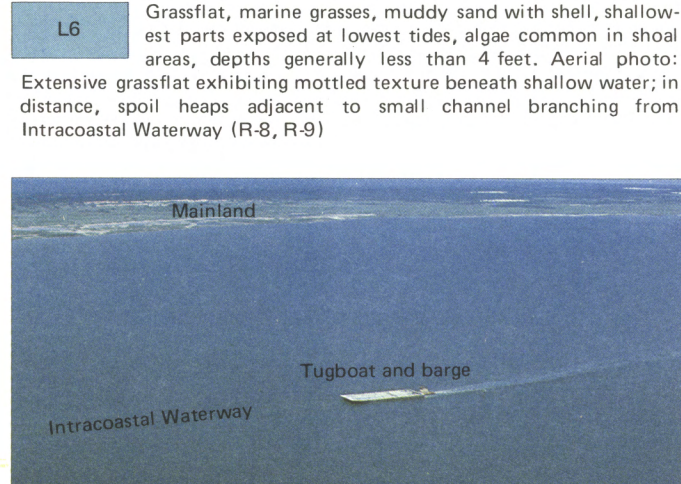 L6
Grassflat, marine grasses, muddy sand with shell, shallow-
est parts exposed at lowest tides, algae common in shoal
areas, depths generally less than 4 feet. Aerial photo:
Extensive grassflat exhibiting mottled texture beneath shallow water; in
distance, spoil heaps adjacent to small channel branching from
Intracoastal Waterway (R-8, R-9)
Mainland
Tugboat and barge
Intracoastal Waterway